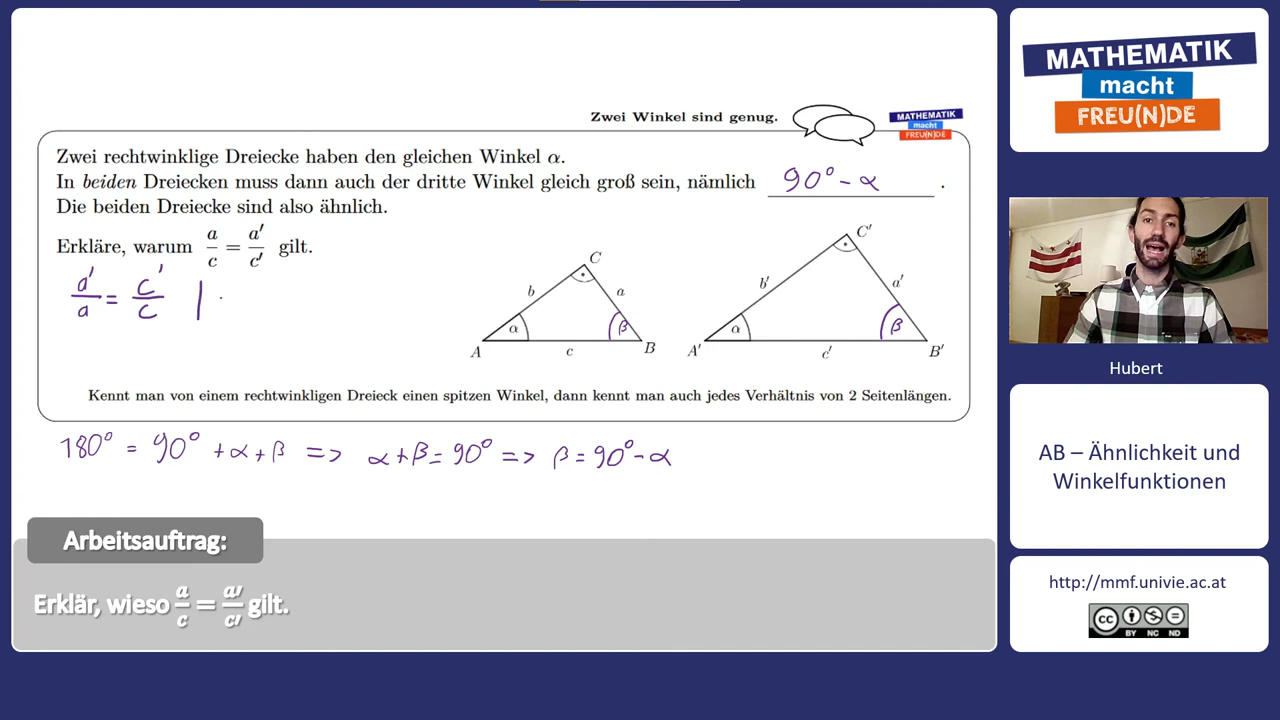 Zwei Winkel sind genug.
MATHEMATIK
macht
FREU(N)DE
Zwei rechtwinklige Dreiecke haben den gleichen Winkel α.
In beiden Dreiecken muss dann auch der dritte Winkel gleich groß sein, nämlich 90° - α .
Die beiden Dreiecke sind also ähnlich.
Erkläre, warum a/c = a′/c′ gilt.
a'/a = c'/c | ·
C
b
a
α
β
A
c
B
C′
b′
a′
α
β
A′
c′
B′
Kennt man von einem rechtwinkligen Dreieck einen spitzen Winkel, dann kennt man auch jedes Verhältnis von 2 Seitenlängen.
180° = 90° + α + β => α + β = 90° => β = 90° - α
Arbeitsauftrag:
Erklär, wieso a/c = a′/c′ gilt.
MATHEMATIK
macht
FREU(N)DE
Hubert
AB – Ähnlichkeit und
Winkelfunktionen
http://mmf.univie.ac.at
cc
BY NC ND